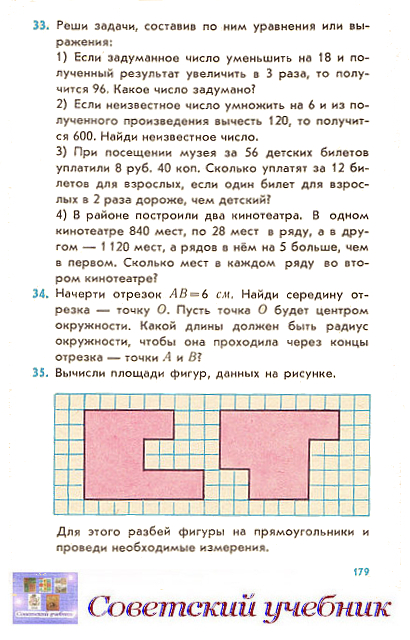 33. Реши задачи, составив по ним уравнения или вы-
ражения:
1) Если задуманное число уменьшить на 18 и по-
лученный результат увеличить в 3 раза, то полу-
чится 96. Какое число задумано?
2) Если неизвестное число умножить на 6 и из по-
лученного произведения вычесть 120, то получит-
ся 600. Найди неизвестное число.
3) При посещении музея за 56 детских билетов
уплатили 8 руб. 40 коп. Сколько уплатят за 12 би-
летов для взрослых, если один билет для взрос-
лых в 2 раза дороже, чем детский?
4) В районе построили два кинотеатра. В одном
кинотеатре 840 мест, по 28 мест в ряду, а в дру-
гом — 1 120 мест, а рядов в нём на 5 больше, чем
в первом. Сколько мест в каждом ряду во вто-
ром кинотеатре?
34. Начерти отрезок AB=6 см. Найди середину от-
резка — точку O. Пусть точка O будет центром
окружности. Какой длины должен быть радиус
окружности, чтобы она проходила через концы
отрезка — точки A и B?
35. Вычисли площади фигур, данных на рисунке.
Для этого разбей фигуры на прямоугольники и
проведи необходимые измерения.
179
Советский учебник
Советский учебник